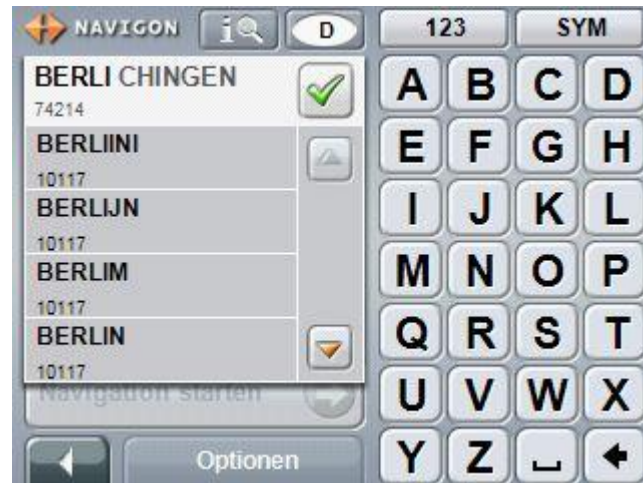 NAVIGON
D
123
SYM
BERLI CHINGEN
74214
BERLIINI
10117
BERLIJN
10117
BERLIM
10117
BERLIN
10117
Navigation starten
Optionen
A B C D
E F G H
I J K L
M N O P
Q R S T
U V W X
Y Z